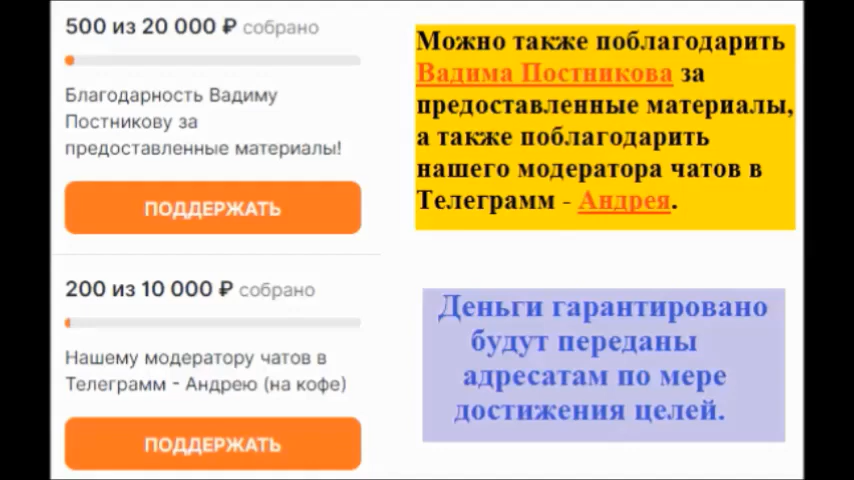 500 из 20 000 ₽ собрано
Благодарность Вадиму
Постникову за
предоставленные материалы!
ПОДДЕРЖАТЬ
200 из 10 000 ₽ собрано
Нашему модератору чатов в
Телеграмм - Андрею (на кофе)
ПОДДЕРЖАТЬ
Можно также поблагодарить
Вадима Постникова за
предоставленные материалы,
а также поблагодарить
нашего модератора чатов в
Телеграмм - Андрея.
Деньги гарантировано
будут переданы
адресатам по мере
достижения целей.